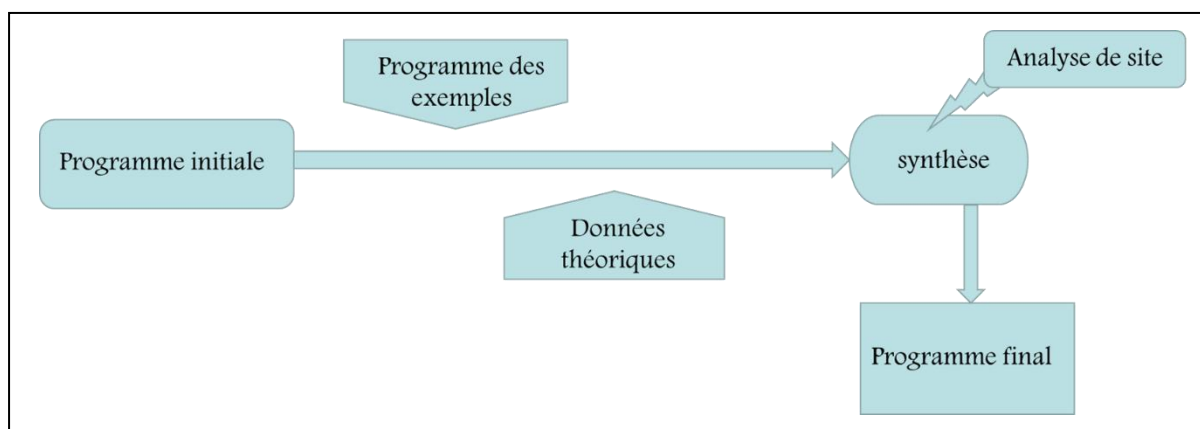 Programme des
exemples
Analyse de site
Programme initiale
synthèse
Données
théoriques
Programme final